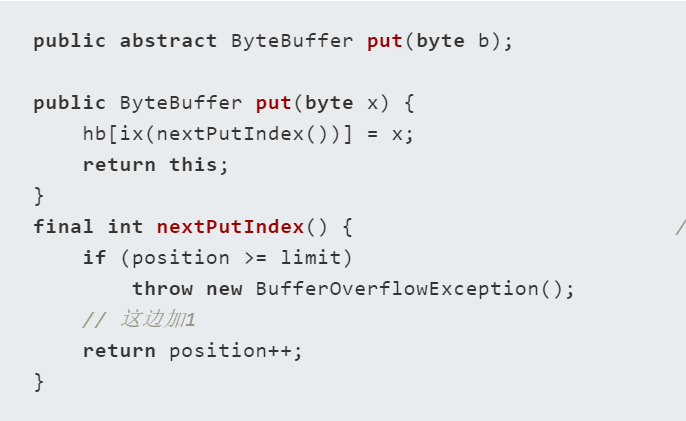 public abstract ByteBuffer put(byte b);

public ByteBuffer put(byte x) {
    hb[ix(nextPutIndex())] = x;
    return this;
}
final int nextPutIndex() { /
    if (position >= limit)
        throw new BufferOverflowException();
    // 这边加1
    return position++;
}